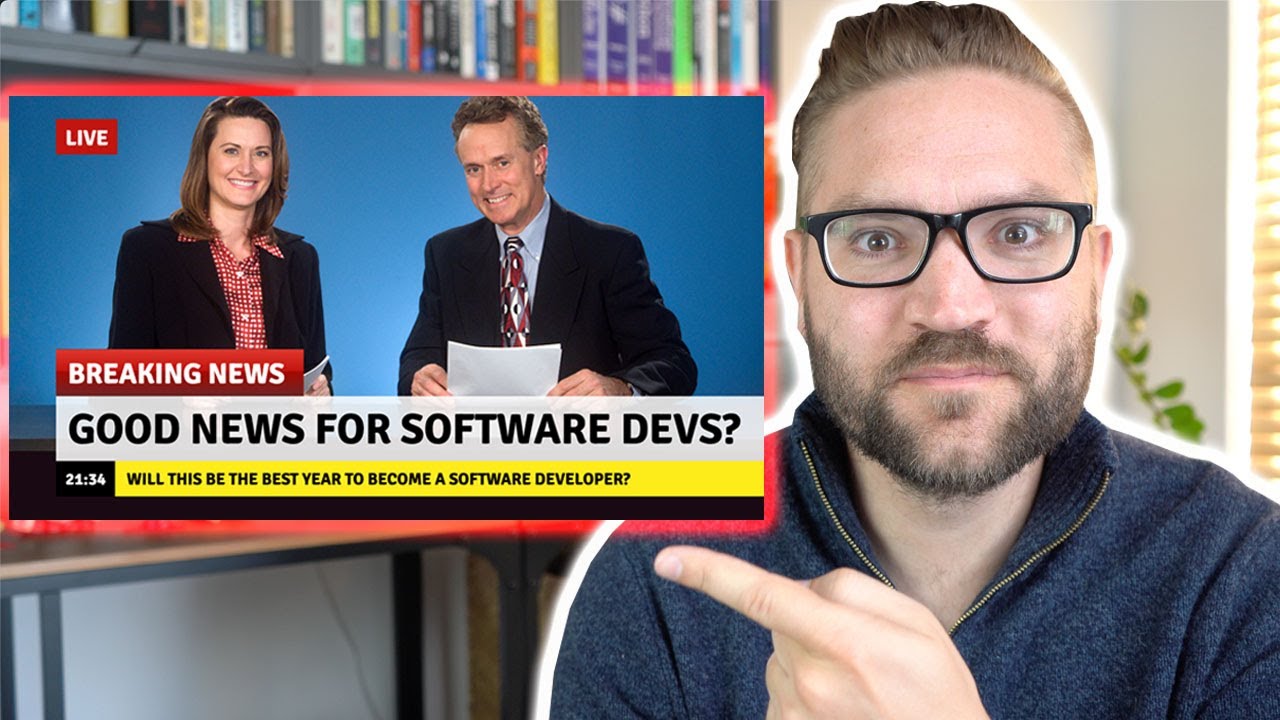 LIVE
BREAKING NEWS
GOOD NEWS FOR SOFTWARE DEVS?
21:34 WILL THIS BE THE BEST YEAR TO BECOME A SOFTWARE DEVELOPER?